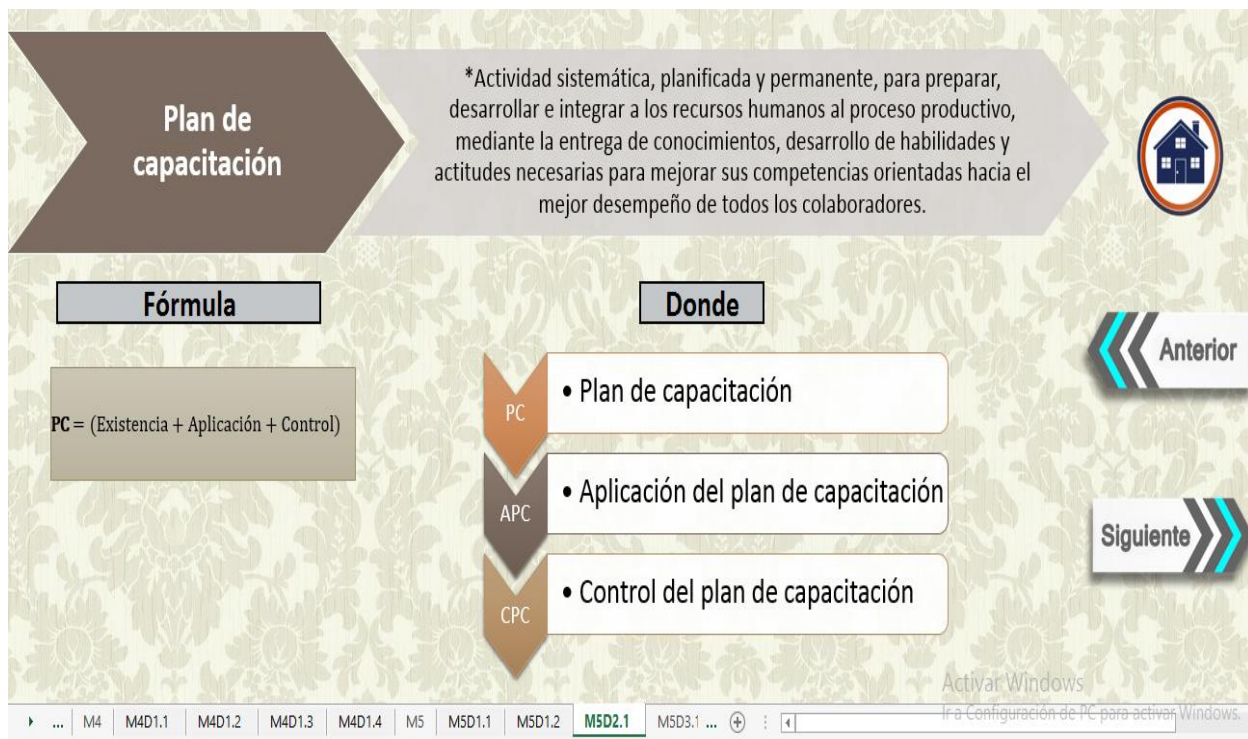 Plan de
capacitación
*Actividad sistemática, planificada y permanente, para preparar,
desarrollar e integrar a los recursos humanos al proceso productivo,
mediante la entrega de conocimientos, desarrollo de habilidades y
actitudes necesarias para mejorar sus competencias orientadas hacia el
mejor desempeño de todos los colaboradores.
Fórmula
Donde
Anterior
PC = (Existencia + Aplicación + Control)
PC
• Plan de capacitación
APC
• Aplicación del plan de capacitación
Siguiente
CPC
• Control del plan de capacitación
Activar Windows
Ir a Configuración de PC para activar Windows.
... M4 M4D1.1 M4D1.2 M4D1.3 M4D1.4 M5 M5D1.1 M5D1.2 M5D2.1 M5D3.1 ...